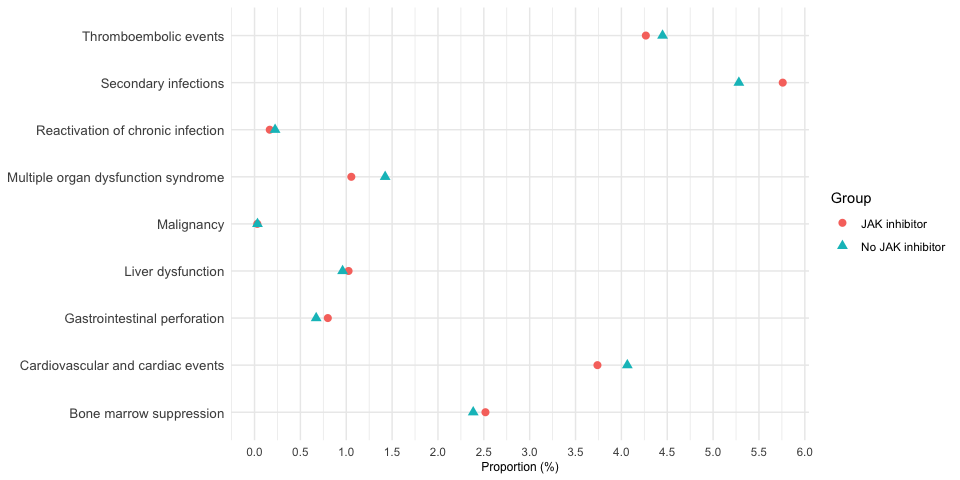 Thromboembolic events
Secondary infections
Reactivation of chronic infection
Multiple organ dysfunction syndrome
Malignancy
Liver dysfunction
Gastrointestinal perforation
Cardiovascular and cardiac events
Bone marrow suppression
0.0 0.5 1.0 1.5 2.0 2.5 3.0 3.5 4.0 4.5 5.0 5.5 6.0
Proportion (%)
Group
JAK inhibitor
No JAK inhibitor